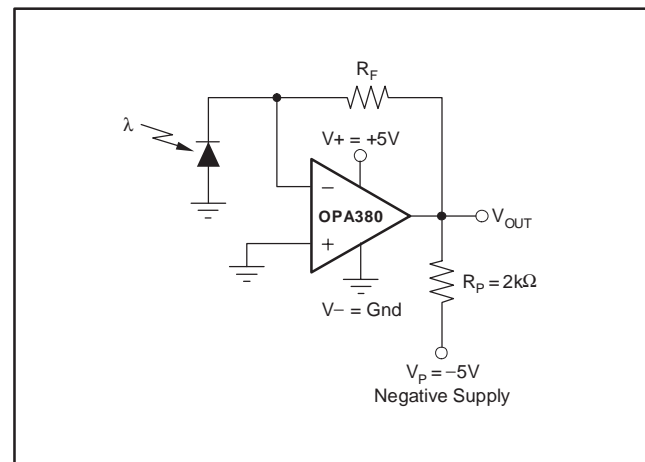 R_F
λ
V+ = +5V
−
OPA380
+
V_OUT
R_P = 2kΩ
V− = Gnd
V_P = −5V
Negative Supply